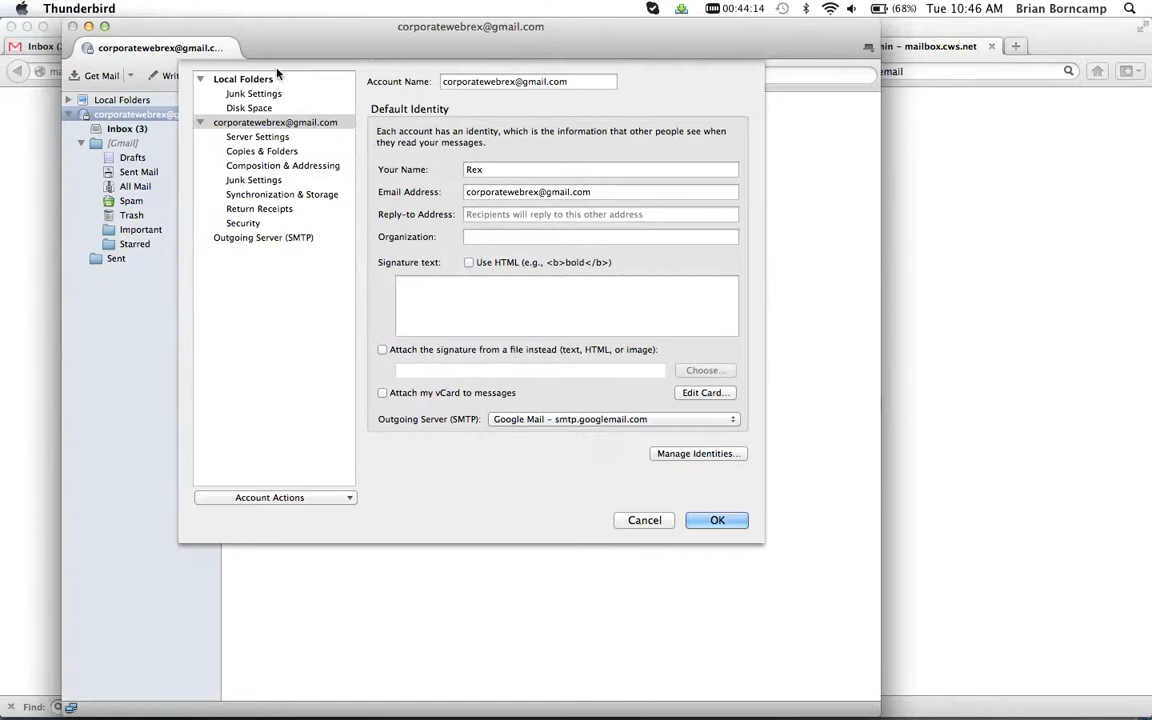 Thunderbird
00:44:14
(68%)
Tue 10:46 AM
Brian Borncamp
corporatewebrex@gmail.com
Inbox (
corporatewebrex@gmail.c...
min – mailbox.cws.net
Get Mail
Writ
email
Local Folders
corporatewebrex@g
Inbox (3)
[Gmail]
Drafts
Sent Mail
All Mail
Spam
Trash
Important
Starred
Sent
Local Folders
Junk Settings
Disk Space
corporatewebrex@gmail.com
Server Settings
Copies & Folders
Composition & Addressing
Junk Settings
Synchronization & Storage
Return Receipts
Security
Outgoing Server (SMTP)
Account Actions
Account Name: corporatewebrex@gmail.com
Default Identity
Each account has an identity, which is the information that other people see when
they read your messages.
Your Name: Rex
Email Address: corporatewebrex@gmail.com
Reply-to Address: Recipients will reply to this other address
Organization:
Signature text: Use HTML (e.g., <b>bold</b>)
Attach the signature from a file instead (text, HTML, or image):
Choose...
Attach my vCard to messages
Edit Card...
Outgoing Server (SMTP): Google Mail – smtp.googlemail.com
Manage Identities...
Cancel
OK
Find: